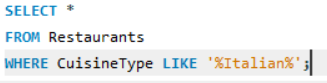 SELECT *
FROM Restaurants
WHERE CuisineType LIKE '%Italian%';